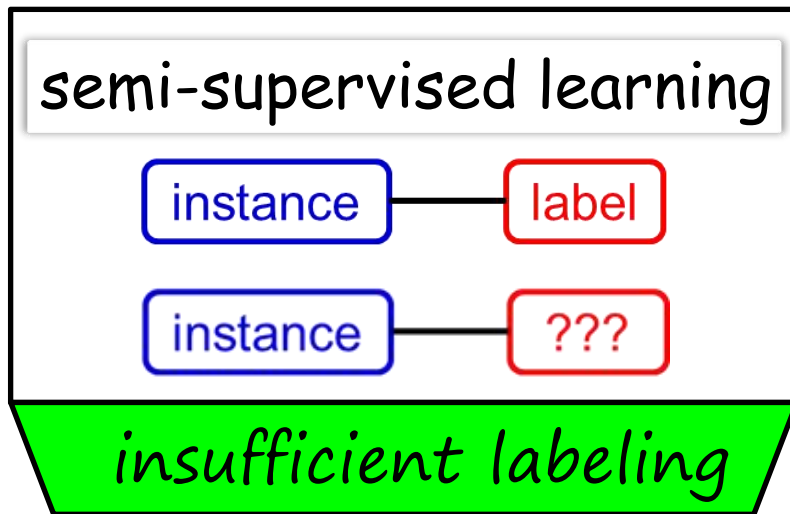 semi-supervised learning
instance label
instance ???
insufficient labeling